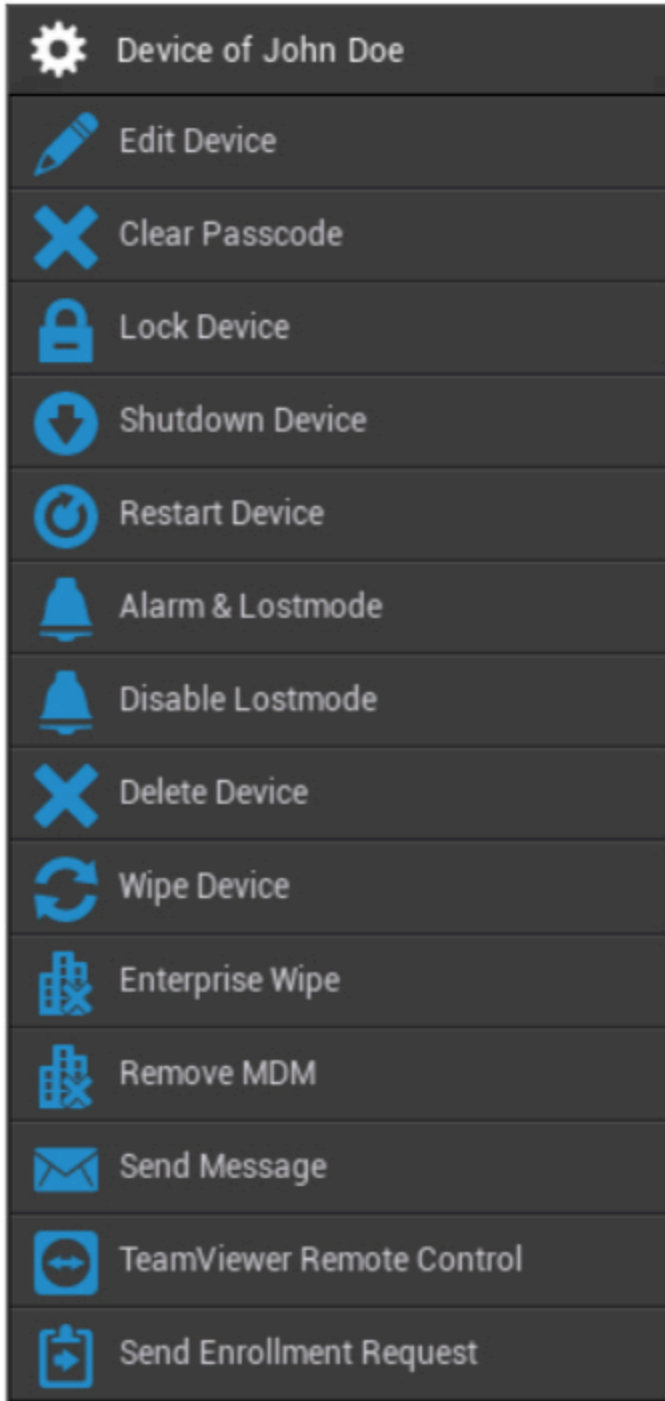 Device of John Doe
Edit Device
Clear Passcode
Lock Device
Shutdown Device
Restart Device
Alarm & Lostmode
Disable Lostmode
Delete Device
Wipe Device
Enterprise Wipe
Remove MDM
Send Message
TeamViewer Remote Control
Send Enrollment Request